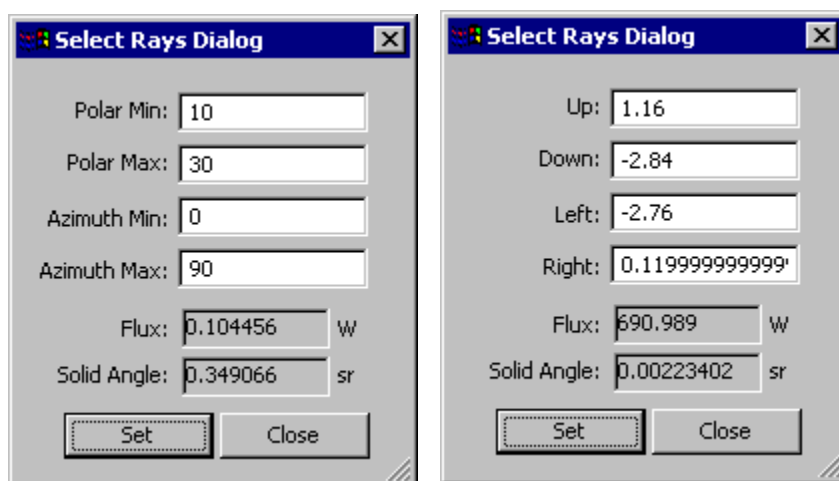 Select Rays Dialog
Polar Min: 10
Polar Max: 30
Azimuth Min: 0
Azimuth Max: 90
Flux: 0.104456 W
Solid Angle: 0.349066 sr
Set Close
Select Rays Dialog
Up: 1.16
Down: -2.84
Left: -2.76
Right: 0.119999999999
Flux: 690.989 W
Solid Angle: 0.00223402 sr
Set Close